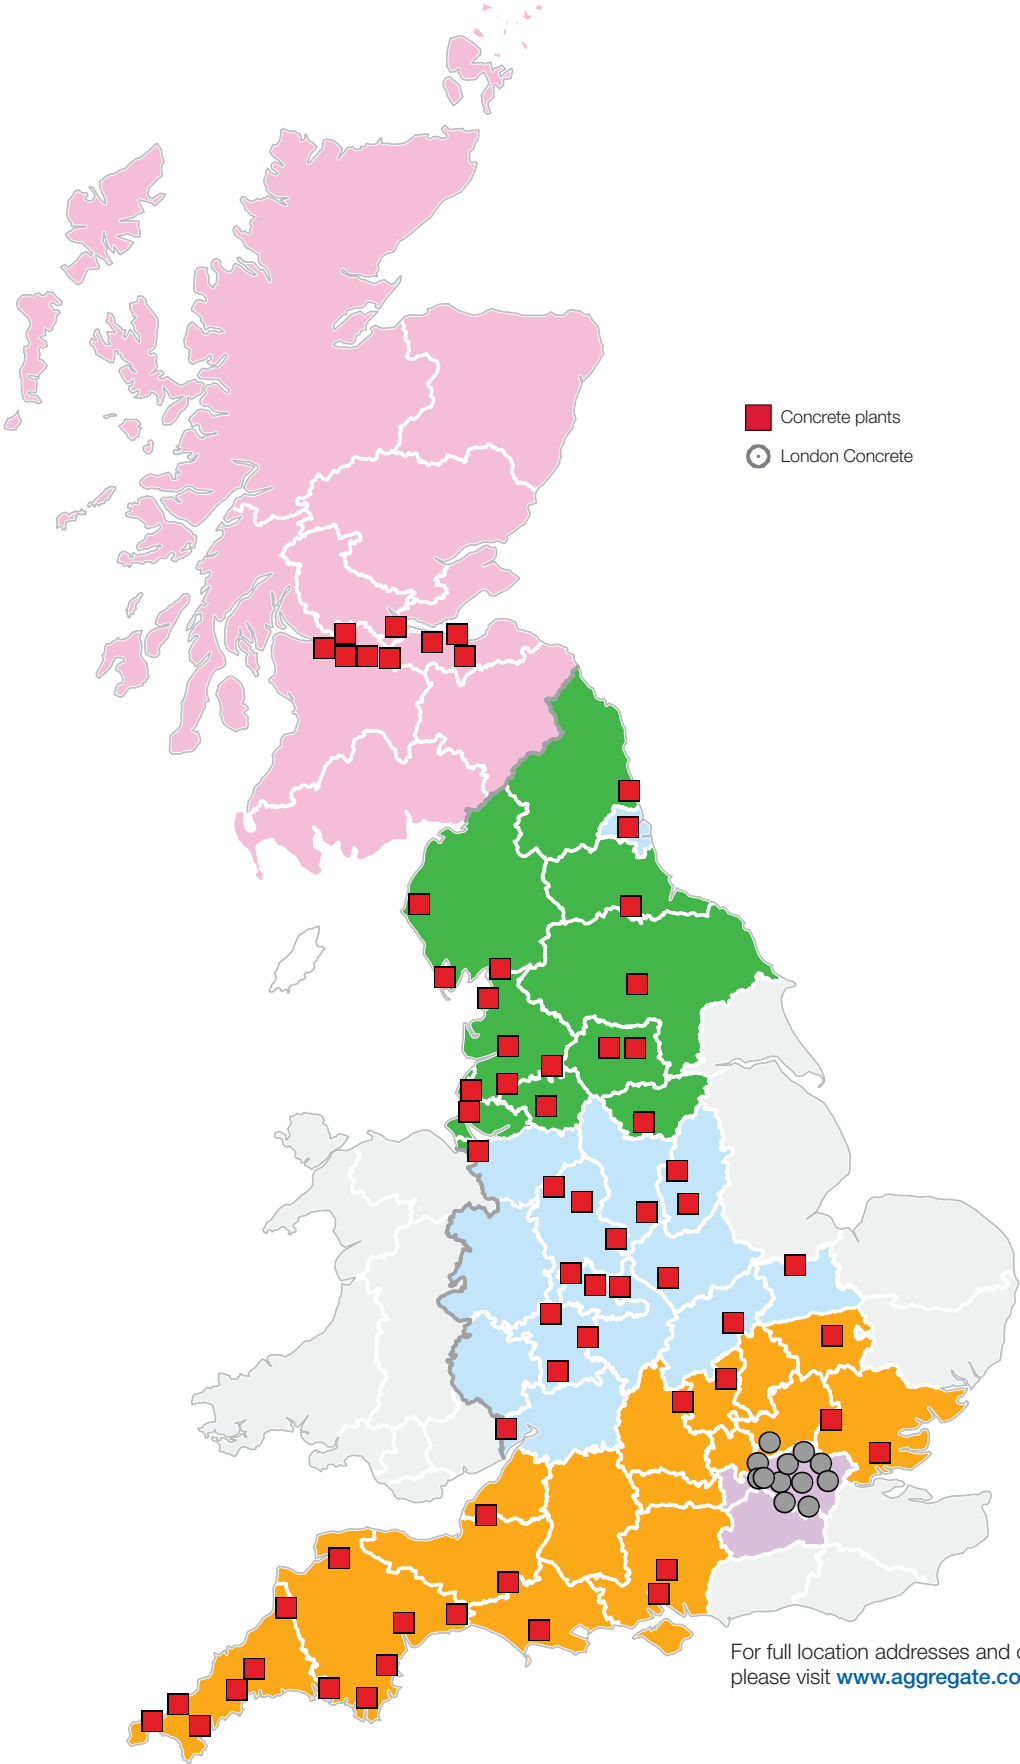 Concrete plants
London Concrete
For full location addresses and
please visit www.aggregate.co